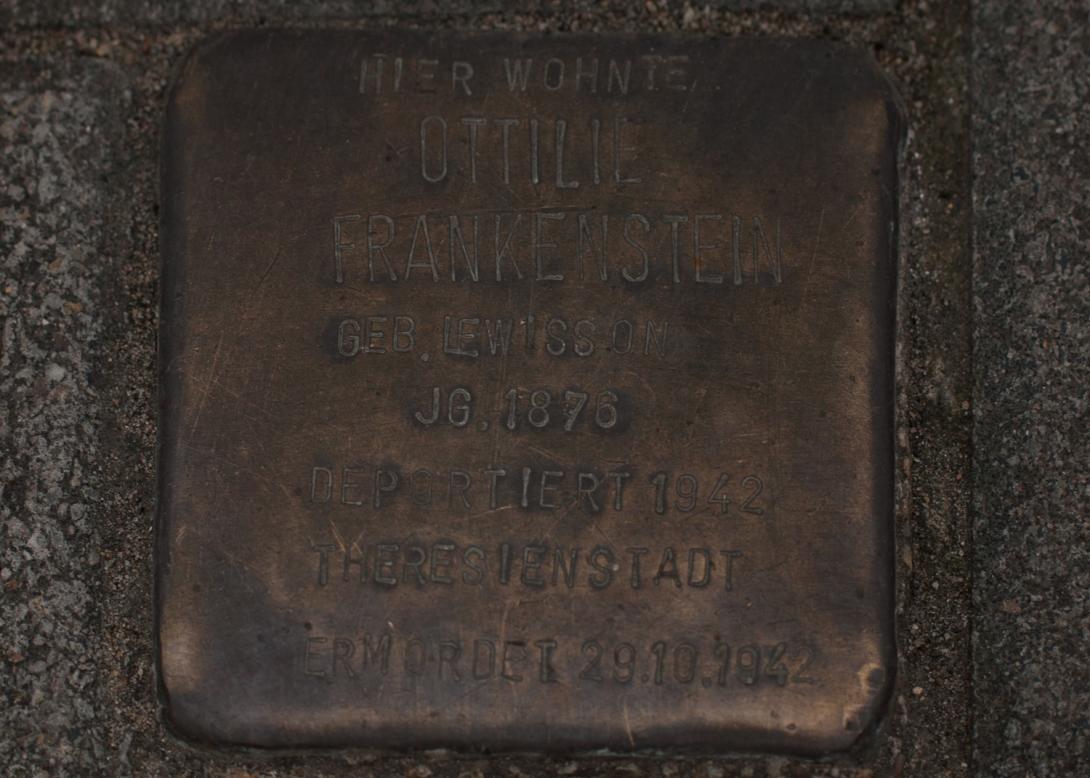 HIER WOHNTE
OTTILIE
FRANKENSTEIN
GEB. LEWISSON
JG. 1876
DEPORTIERT 1942
THERESIENSTADT
ERMORDET 29.10.1942